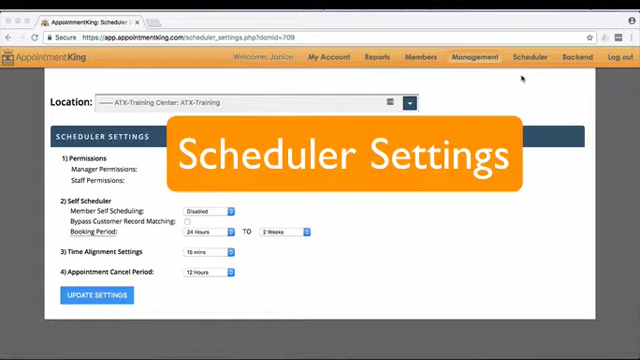 AppointmentKing: Scheduler S
Secure
https://app.appointmentking.com/scheduler_settings.php?domid=709
AppointmentKing
Welcome, Janice
My Account
Reports
Members
Management
Scheduler
Backend
Log out
Location:
—— ATX-Training Center: ATX-Training
SCHEDULER SETTINGS
Scheduler Settings
1) Permissions
Manager Permissions:
Staff Permissions:
2) Self Scheduler
Member Self Scheduling: Disabled
Bypass Customer Record Matching:
Booking Period: 24 Hours TO 2 Weeks
3) Time Alignment Settings 15 mins
4) Appointment Cancel Period: 12 Hours
UPDATE SETTINGS